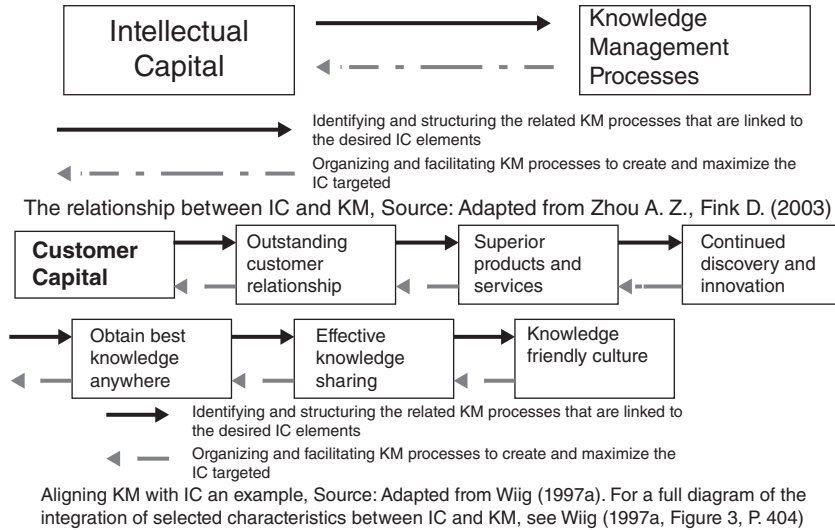 Intellectual
Capital
Knowledge
Management
Processes
Identifying and structuring the related KM processes that are linked to
the desired IC elements
Organizing and facilitating KM processes to create and maximize the
IC targeted
The relationship between IC and KM, Source: Adapted from Zhou A. Z., Fink D. (2003)
Customer
Capital
Outstanding
customer
relationship
Superior
products and
services
Continued
discovery and
innovation
Obtain best
knowledge
anywhere
Effective
knowledge
sharing
Knowledge
friendly culture
Identifying and structuring the related KM processes that are linked to
the desired IC elements
Organizing and facilitating KM processes to create and maximize the
IC targeted
Aligning KM with IC an example, Source: Adapted from Wiig (1997a). For a full diagram of the
integration of selected characteristics between IC and KM, see Wiig (1997a, Figure 3, P. 404)